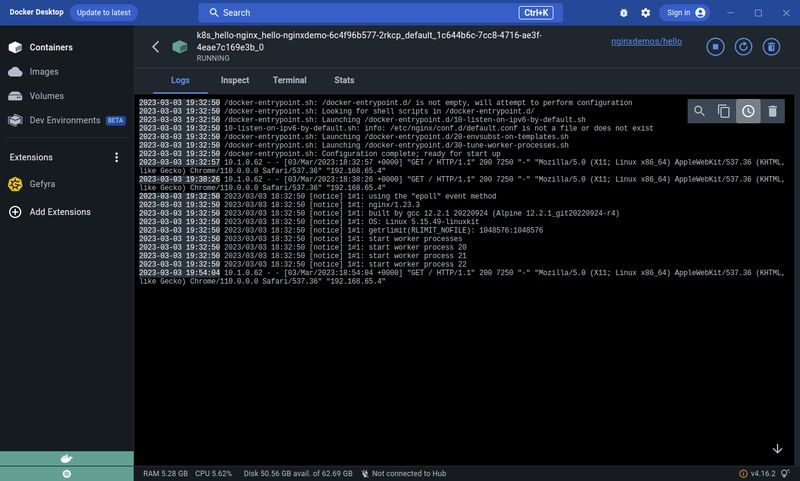 Docker Desktop
Update to latest
Search
Ctrl+K
Sign in
Containers
Images
Volumes
Dev Environments
BETA
Extensions
Gefyra
Add Extensions
k8s_hello-nginx_hello-nginxdemo-6c4f96b577-2rkcp_default_1c644b6c-7cc8-4716-ae3f-
4eae7c169e3b_0
RUNNING
nginxdemos/hello
Logs
Inspect
Terminal
Stats
2023-03-03 19:32:50 /docker-entrypoint.sh: /docker-entrypoint.d/ is not empty, will attempt to perform configuration
2023-03-03 19:32:50 /docker-entrypoint.sh: Looking for shell scripts in /docker-entrypoint.d/
2023-03-03 19:32:50 /docker-entrypoint.sh: Launching /docker-entrypoint.d/10-listen-on-ipv6-by-default.sh
2023-03-03 19:32:50 10-listen-on-ipv6-by-default.sh: info: /etc/nginx/conf.d/default.conf is not a file or does not exist
2023-03-03 19:32:50 /docker-entrypoint.sh: Launching /docker-entrypoint.d/20-envsubst-on-templates.sh
2023-03-03 19:32:50 /docker-entrypoint.sh: Launching /docker-entrypoint.d/30-tune-worker-processes.sh
2023-03-03 19:32:50 /docker-entrypoint.sh: Configuration complete; ready for start up
2023-03-03 19:32:57 10.1.0.62 - - [03/Mar/2023:18:32:57 +0000] "GET / HTTP/1.1" 200 7250 "-" "Mozilla/5.0 (X11; Linux x86_64) AppleWebKit/537.36 (KHTML,
like Gecko) Chrome/110.0.0.0 Safari/537.36" "192.168.65.4"
2023-03-03 19:38:26 10.1.0.62 - - [03/Mar/2023:18:38:26 +0000] "GET / HTTP/1.1" 200 7250 "-" "Mozilla/5.0 (X11; Linux x86_64) AppleWebKit/537.36 (KHTML,
like Gecko) Chrome/110.0.0.0 Safari/537.36" "192.168.65.4"
2023-03-03 19:32:50 2023/03/03 18:32:50 [notice] 1#1: using the "epoll" event method
2023-03-03 19:32:50 2023/03/03 18:32:50 [notice] 1#1: nginx/1.23.3
2023-03-03 19:32:50 2023/03/03 18:32:50 [notice] 1#1: built by gcc 12.2.1 20220924 (Alpine 12.2.1_git20220924-r4)
2023-03-03 19:32:50 2023/03/03 18:32:50 [notice] 1#1: OS: Linux 5.15.49-linuxkit
2023-03-03 19:32:50 2023/03/03 18:32:50 [notice] 1#1: getrlimit(RLIMIT_NOFILE): 1048576:1048576
2023-03-03 19:32:50 2023/03/03 18:32:50 [notice] 1#1: start worker processes
2023-03-03 19:32:50 2023/03/03 18:32:50 [notice] 1#1: start worker process 20
2023-03-03 19:32:50 2023/03/03 18:32:50 [notice] 1#1: start worker process 21
2023-03-03 19:32:50 2023/03/03 18:32:50 [notice] 1#1: start worker process 22
2023-03-03 19:54:04 10.1.0.62 - - [03/Mar/2023:18:54:04 +0000] "GET / HTTP/1.1" 200 7250 "-" "Mozilla/5.0 (X11; Linux x86_64) AppleWebKit/537.36 (KHTML,
like Gecko) Chrome/110.0.0.0 Safari/537.36" "192.168.65.4"
RAM 5.28 GB CPU 5.62% Disk 50.56 GB avail. of 62.69 GB Not connected to Hub
v4.16.2